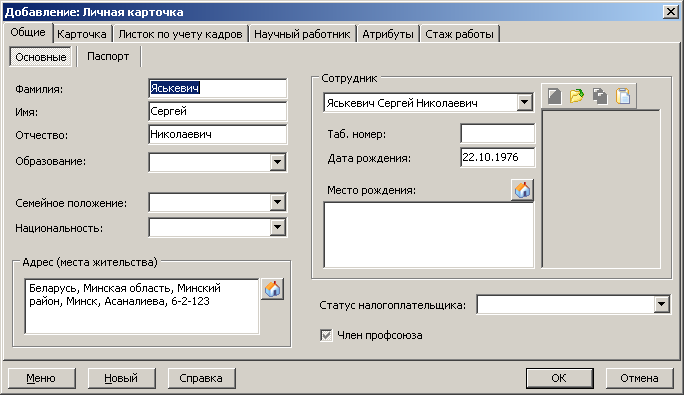 Добавление: Личная карточка
Общие
Карточка
Листок по учету кадров
Научный работник
Атрибуты
Стаж работы
Основные
Паспорт
Фамилия:
Яськевич
Имя:
Сергей
Отчество:
Николаевич
Образование:
Семейное положение:
Национальность:
Адрес (места жительства)
Беларусь, Минская область, Минский
район, Минск, Асаналиева, 6-2-123
Сотрудник
Яськевич Сергей Николаевич
Таб. номер:
Дата рождения:
22.10.1976
Место рождения:
Статус налогоплательщика:
Член профсоюза
Меню
Новый
Справка
OK
Отмена